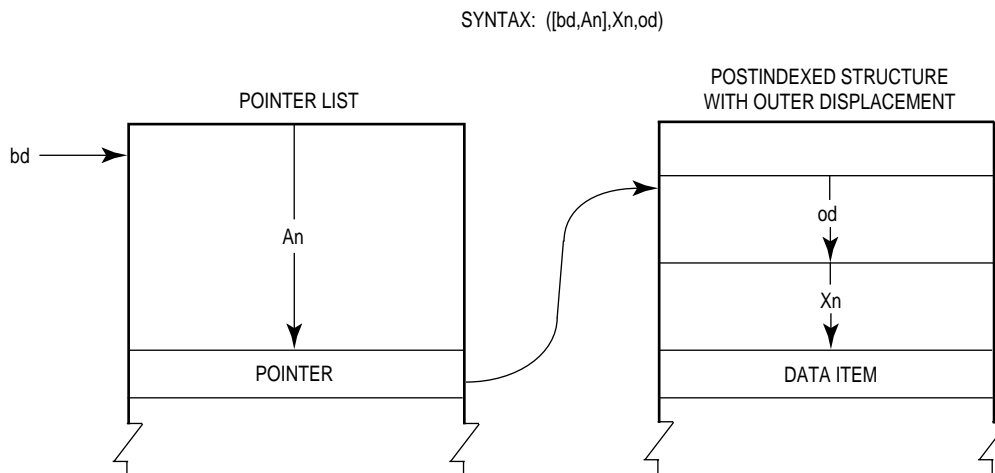 SYNTAX: ([bd,An],Xn,od)
POINTER LIST
bd
An
POINTER
POSTINDEXED STRUCTURE
WITH OUTER DISPLACEMENT
od
Xn
DATA ITEM